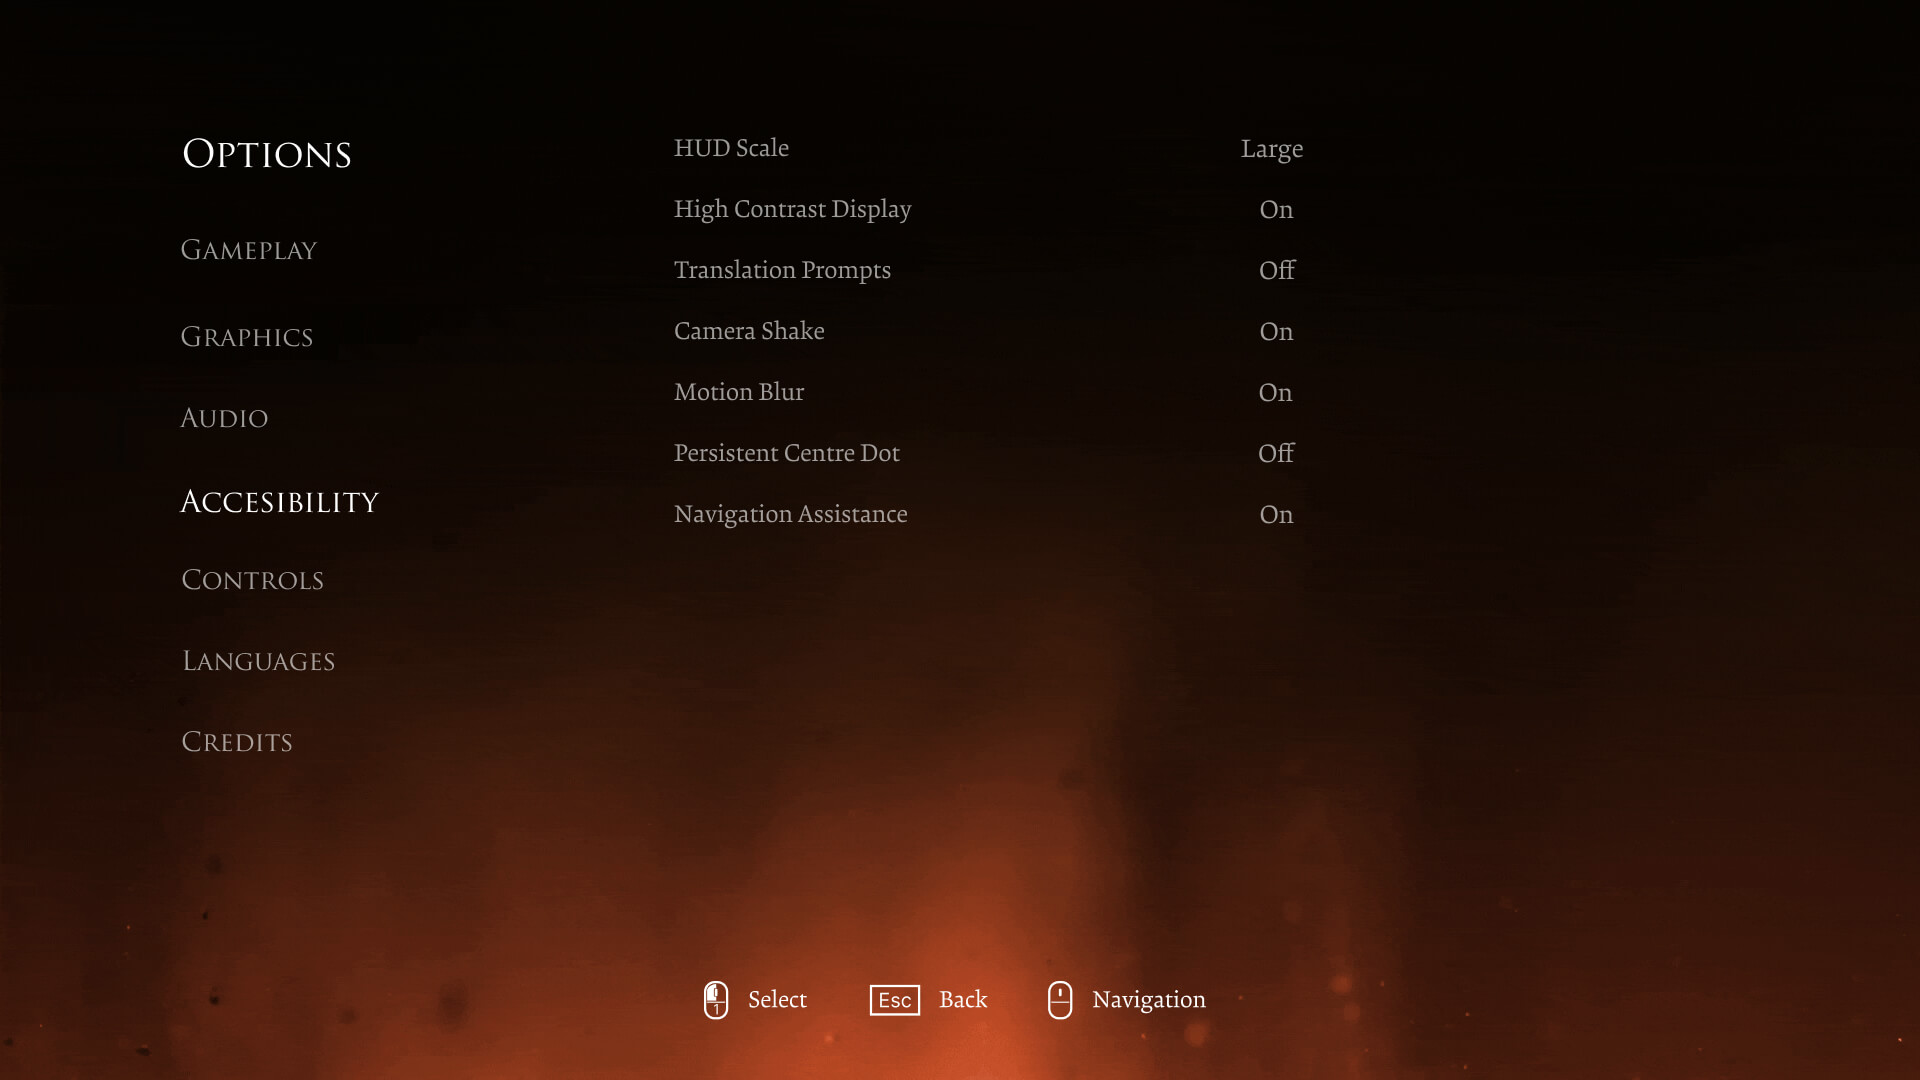 OPTIONS
GAMEPLAY
GRAPHICS
AUDIO
ACCESIBILITY
CONTROLS
LANGUAGES
CREDITS
HUD Scale Large
High Contrast Display On
Translation Prompts Off
Camera Shake On
Motion Blur On
Persistent Centre Dot Off
Navigation Assistance On
1 Select Esc Back Navigation